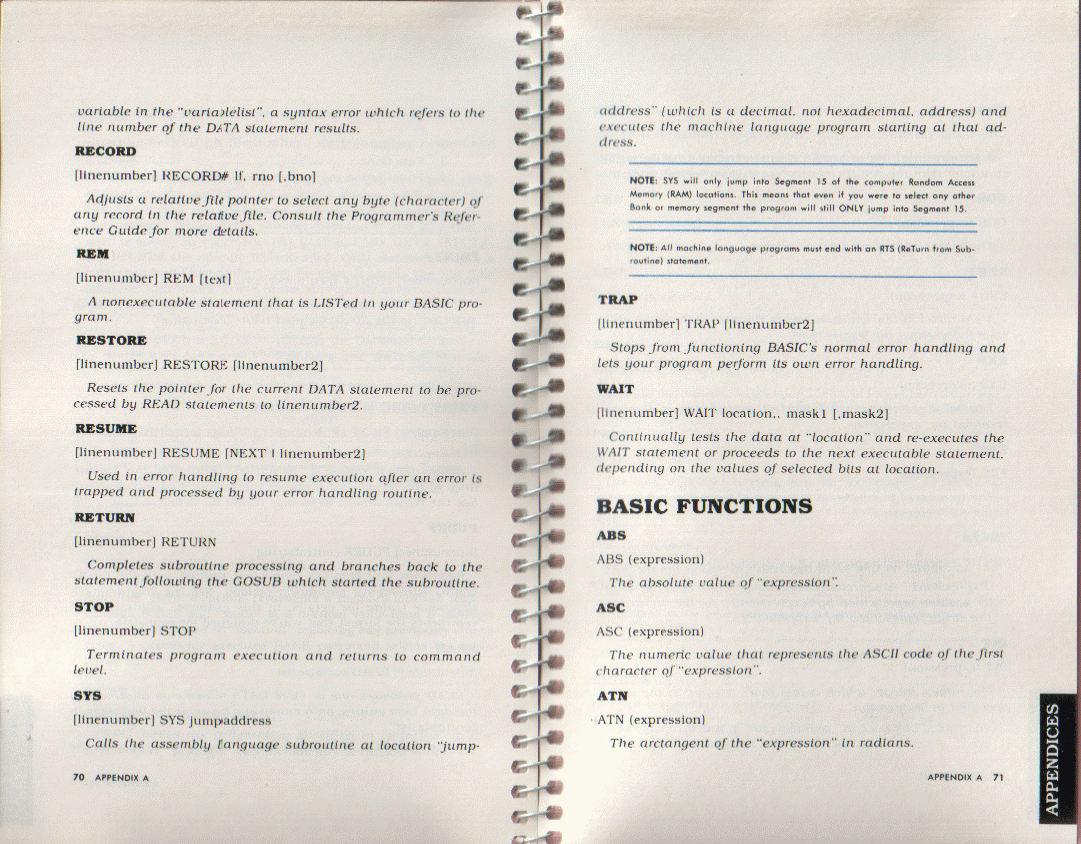 variable in the "variablelist", a syntax error which refers to the
line number of the DATA statement results.
RECORD
[linenumber] RECORD# lf, rno [,bno]
Adjusts a relative file pointer to select any byte (character) of
any record in the relative file. Consult the Programmer's Refer-
ence Guide for more details.
REM
[linenumber] REM [text]
A nonexecutable statement that is LISTed in your BASIC pro-
gram.
RESTORE
[linenumber] RESTORE [linenumber2]
Resets the pointer for the current DATA statement to be pro-
cessed by READ statements to linenumber2.
RESUME
[linenumber] RESUME [NEXT | linenumber2]
Used in error handling to resume execution after an error is
trapped and processed by your error handling routine.
RETURN
[linenumber] RETURN
Completes subroutine processing and branches back to the
statement following the GOSUB which started the subroutine.
STOP
[linenumber] STOP
Terminates program execution and returns to command
level.
SYS
[linenumber] SYS jumpaddress
Calls the assembly language subroutine at location "jump-
70 APPENDIX A
address" (which is a decimal, not hexadecimal, address) and
executes the machine language program starting at that ad-
dress.
NOTE: SYS will only jump into Segment 15 of the computer Random Access
Memory (RAM) locations. This means that even if you were to select any other
Bank or memory segment the program will still ONLY jump into Segment 15.
NOTE: All machine language programs must end with an RTS (ReTurn from Sub-
routine) statement.
TRAP
[linenumber] TRAP [linenumber2]
Stops from functioning BASIC's normal error handling and
lets your program perform its own error handling.
WAIT
[linenumber] WAIT location,, mask1 [,mask2]
Continually tests the data at "location" and re-executes the
WAIT statement or proceeds to the next executable statement,
depending on the values of selected bits at location.
BASIC FUNCTIONS
ABS
ABS (expression)
The absolute value of "expression".
ASC
ASC (expression)
The numeric value that represents the ASCII code of the first
character of "expression".
ATN
ATN (expression)
The arctangent of the "expression" in radians.
APPENDIX A 71
APPENDICES